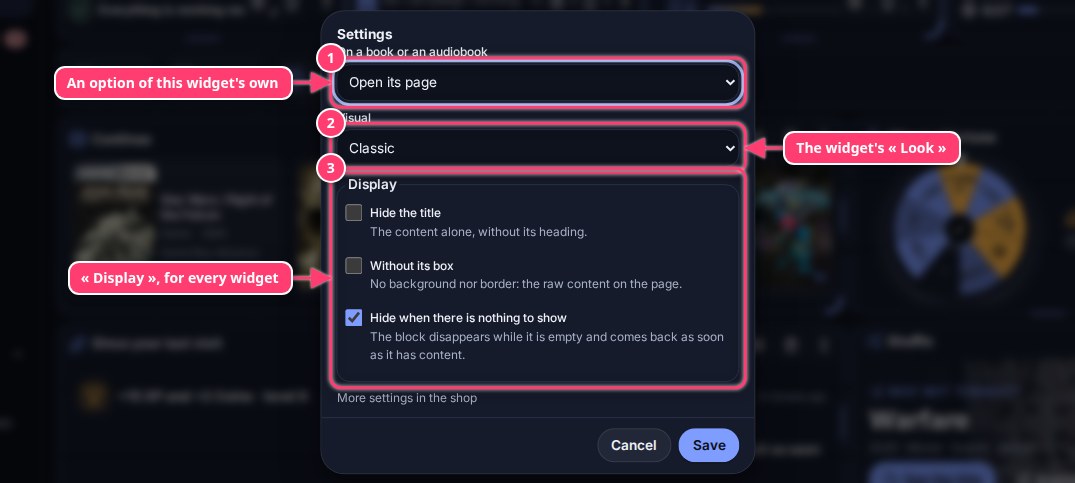 Settings
On a book or an audiobook
1
An option of this widget's own
Open its page
2
Visual
Classic
The widget's « Look »
3
Display
Hide the title
The content alone, without its heading.
Without its box
No background nor border: the raw content on the page.
« Display », for every widget
Hide when there is nothing to show
The block disappears while it is empty and comes back as soon
as it has content.
More settings in the shop
Cancel
Save
Continue
Warfare